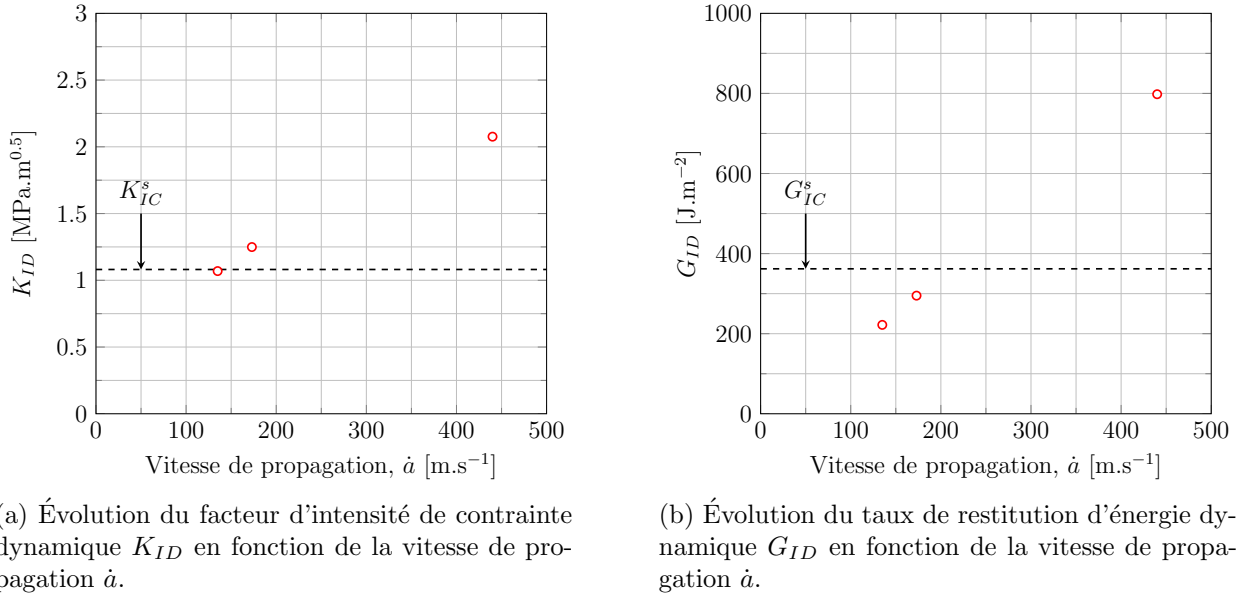 3
2.5
2
1.5
1
0.5
0
K_{ID} [MPa.m^{0.5}]
K^s_{IC}
0 100 200 300 400 500
Vitesse de propagation, ȧ [m.s^{−1}]
1000
800
600
400
200
0
G_{ID} [J.m^{−2}]
G^s_{IC}
0 100 200 300 400 500
Vitesse de propagation, ȧ [m.s^{−1}]
(a) Évolution du facteur d'intensité de contrainte
dynamique K_{ID} en fonction de la vitesse de pro-
pagation ȧ.
(b) Évolution du taux de restitution d'énergie dy-
namique G_{ID} en fonction de la vitesse de propa-
gation ȧ.